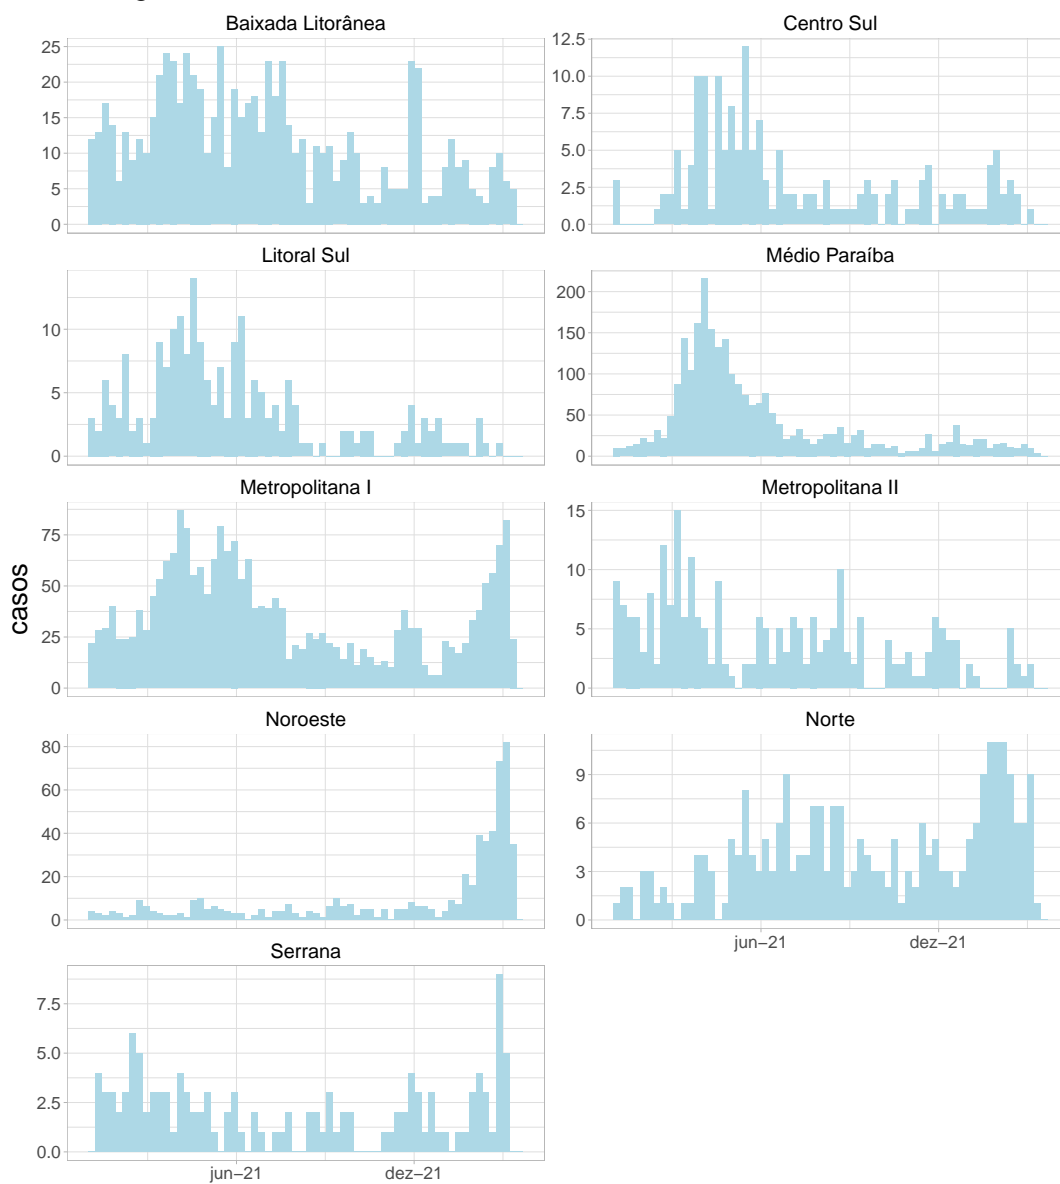 Baixada Litorânea
Centro Sul
25
20
15
10
5
0
12.5
10.0
7.5
5.0
2.5
0.0
Litoral Sul
Médio Paraíba
10
5
0
200
150
100
50
0
Metropolitana I
Metropolitana II
casos
75
50
25
0
15
10
5
0
Noroeste
Norte
80
60
40
20
0
9
6
3
0
jun−21
dez−21
Serrana
7.5
5.0
2.5
0.0
jun−21
dez−21